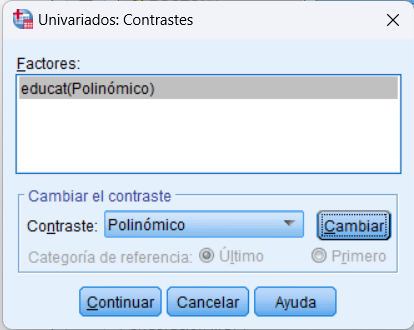 Univariados: Contrastes
Factores:
educat(Polinómico)
Cambiar el contraste
Contraste: Polinómico Cambiar
Categoría de referencia: Último Primero
Continuar Cancelar Ayuda